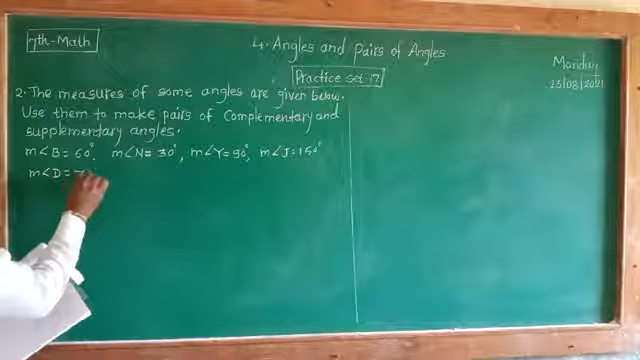 7th-Math
4. Angles and Pairs of Angles
Practice set 17
Monday
23/08/2021
2. The measures of some angles are given below.
Use them to make pairs of Complementary and
supplementary angles.
m∠B = 60°, m∠N = 30°, m∠Y = 90°, m∠J = 150°
m∠D =